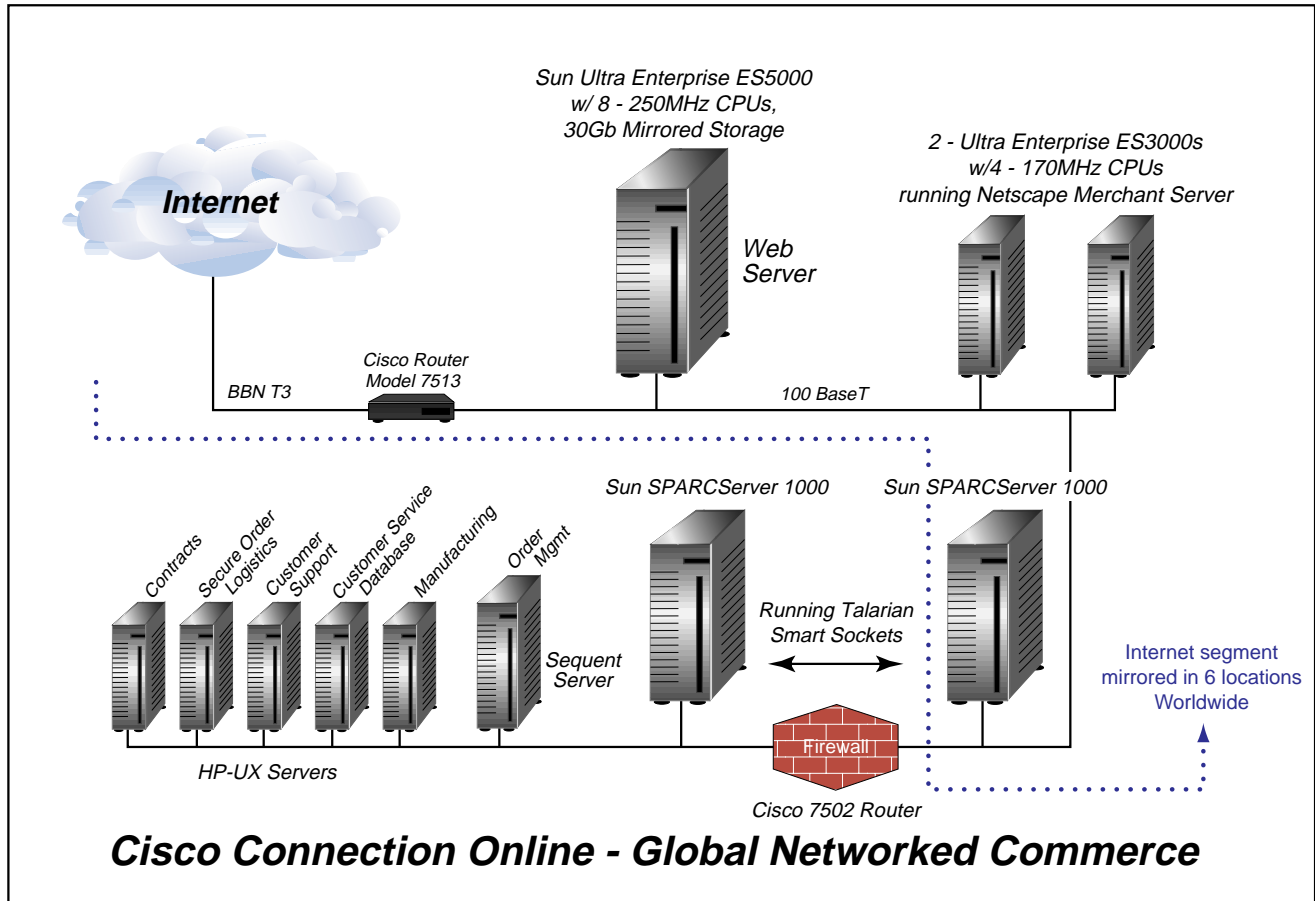 Sun Ultra Enterprise ES5000
w/ 8 - 250MHz CPUs,
30Gb Mirrored Storage
2 - Ultra Enterprise ES3000s
w/4 - 170MHz CPUs
running Netscape Merchant Server
Internet
Web
Server
Cisco Router
Model 7513
BBN T3
100 BaseT
Sun SPARCServer 1000
Sun SPARCServer 1000
Contracts
Secure Order
Logistics
Customer
Support
Customer Service
Database
Manufacturing
Order
Mgmt
Running Talarian
Smart Sockets
Sequent
Server
Internet segment
mirrored in 6 locations
Worldwide
Firewall
HP-UX Servers
Cisco 7502 Router
Cisco Connection Online - Global Networked Commerce